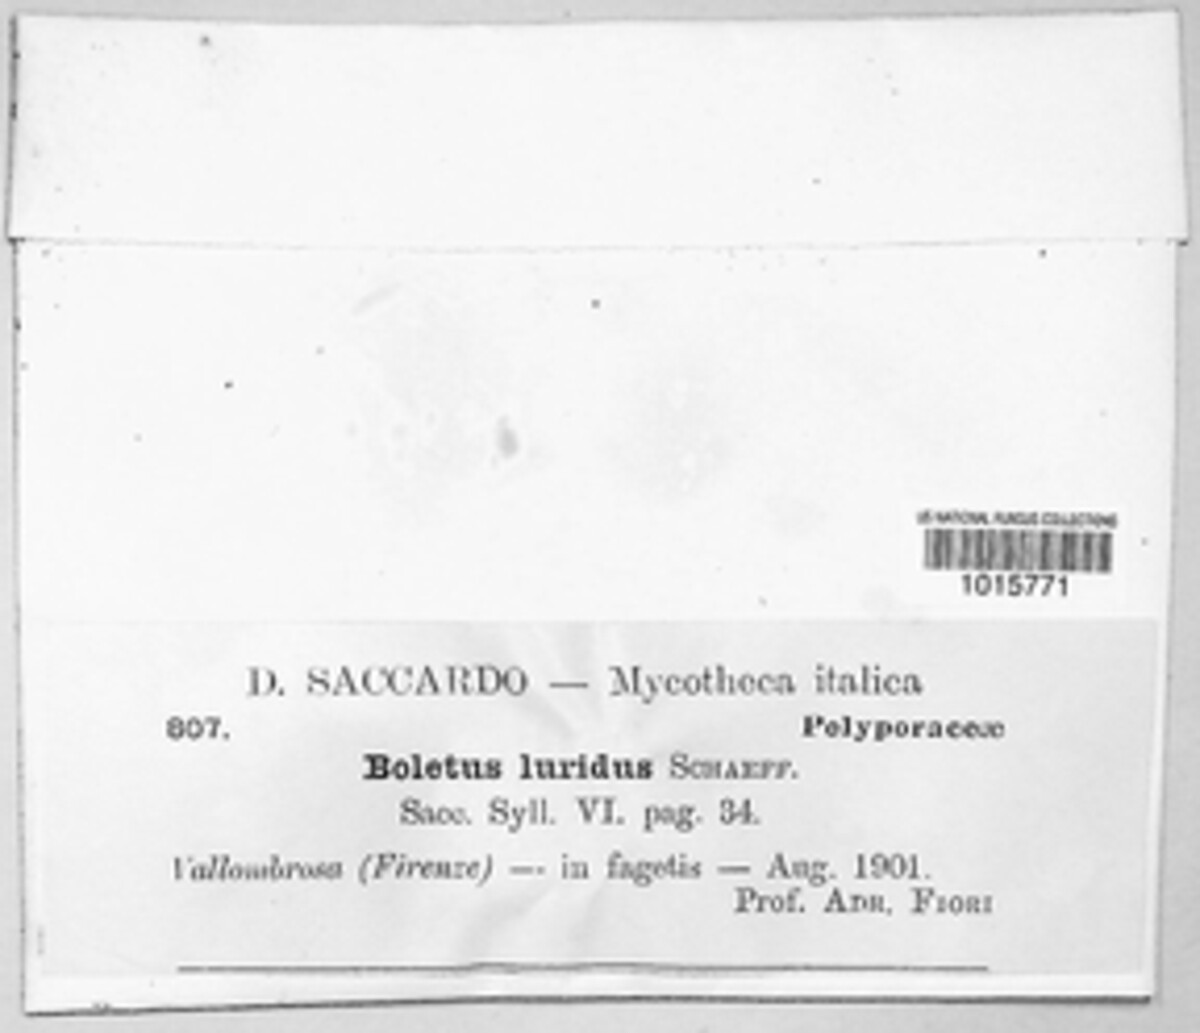 US NATIONAL FUNGUS COLLECTIONS
1015771
D. SACCARDO — Mycotheca italica
807. Polyporaceæ
Boletus luridus SCHAEFF.
Sacc. Syll. VI. pag. 34.
Vallombrosa (Firenze) — in fagetis — Aug. 1901.
Prof. ADR. FIORI